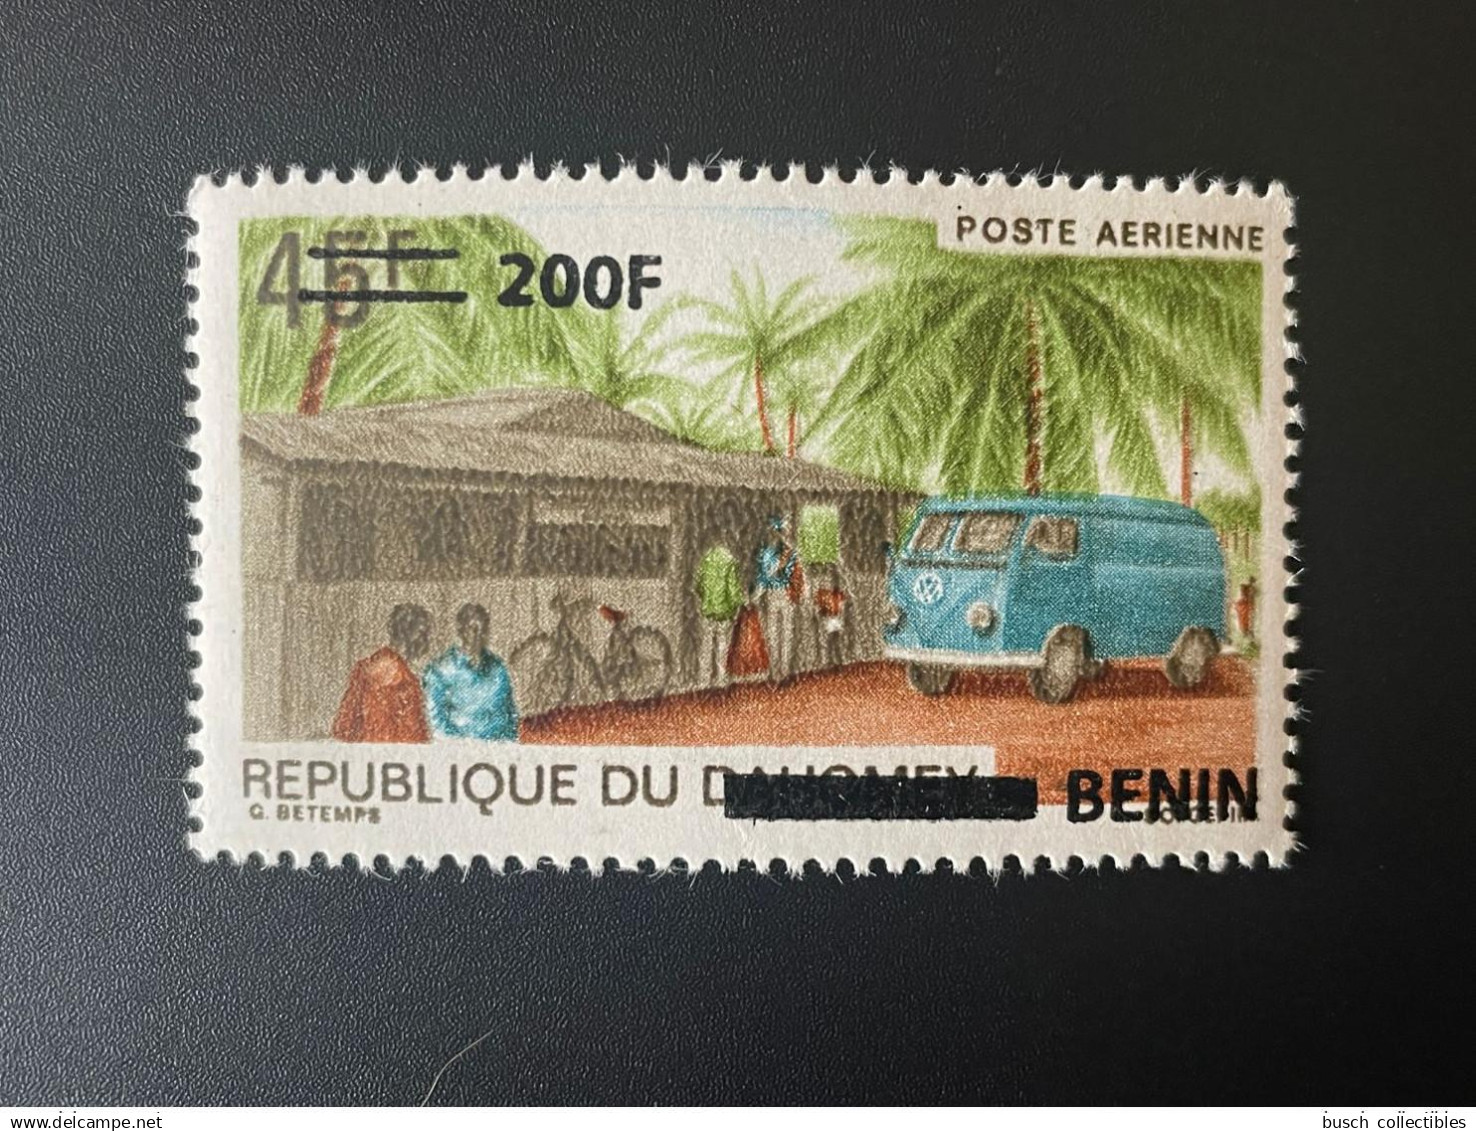 POSTE AERIENNE
45F 200F
REPUBLIQUE DU DAHOMEY BENIN
G. BETEMPS
busch collectibles
delcampe.net